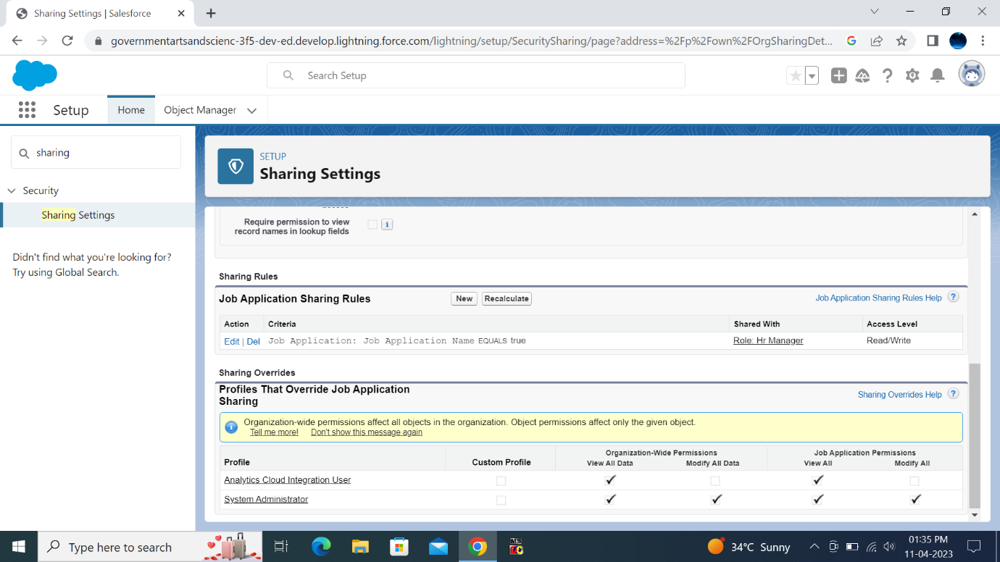 Sharing Settings | Salesforce
governmentartsandscienc-3f5-dev-ed.develop.lightning.force.com/lightning/setup/SecuritySharing/page?address=%2Fp%2Fown%2FOrgSharingDet...
Search Setup
Setup
Home
Object Manager
sharing
Security
Sharing Settings
Didn't find what you're looking for?
Try using Global Search.
SETUP
Sharing Settings
Require permission to view
record names in lookup fields
Sharing Rules
Job Application Sharing Rules
New
Recalculate
Job Application Sharing Rules Help ?
Action Criteria Shared With Access Level
Edit | Del Job Application: Job Application Name EQUALS true Role: Hr Manager Read/Write
Sharing Overrides
Profiles That Override Job Application
Sharing
Sharing Overrides Help ?
Organization-wide permissions affect all objects in the organization. Object permissions affect only the given object.
Tell me more! Don't show this message again
Organization-Wide Permissions Job Application Permissions
Profile Custom Profile View All Data Modify All Data View All Modify All
Analytics Cloud Integration User
System Administrator
Type here to search
34°C Sunny
01:35 PM
11-04-2023